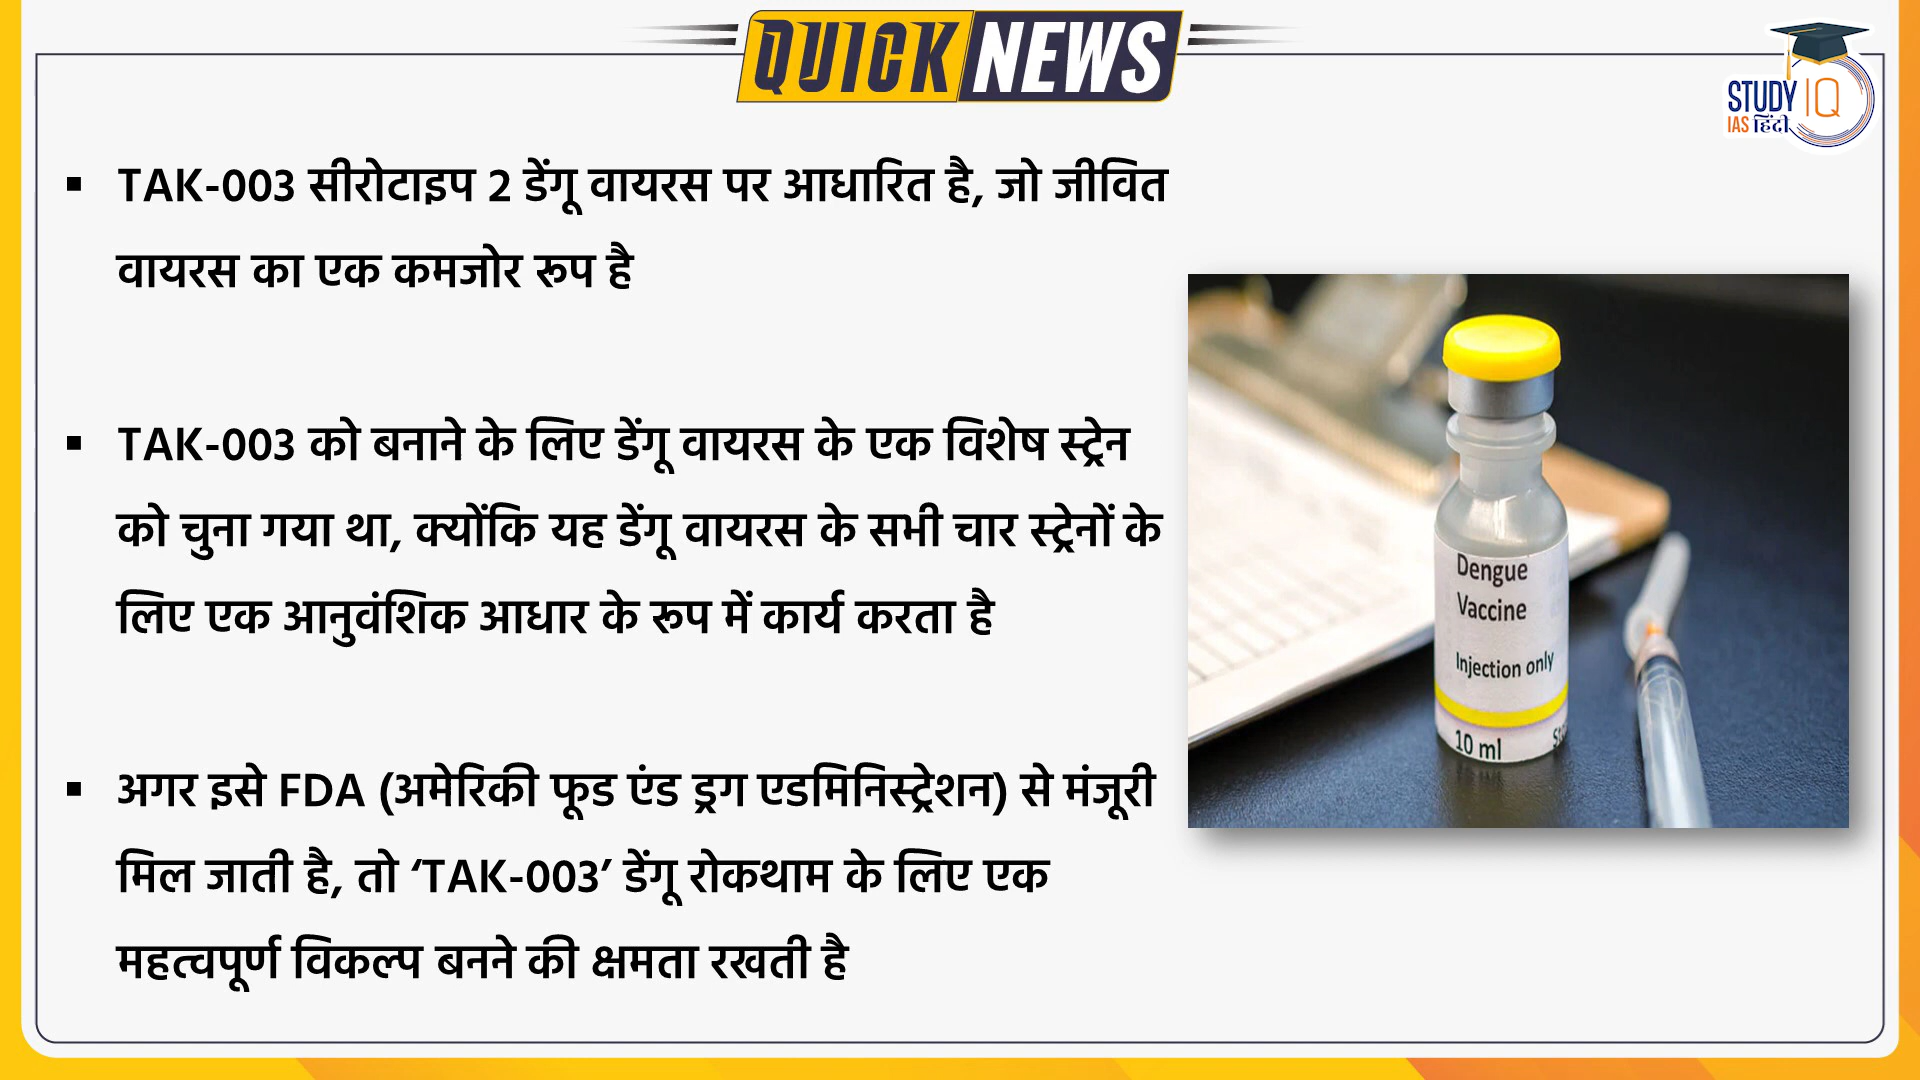 QUICK NEWS
STUDY IQ
IAS हिंदी
▪ TAK-003 सीरोटाइप 2 डेंगू वायरस पर आधारित है, जो जीवित
वायरस का एक कमजोर रूप है
▪ TAK-003 को बनाने के लिए डेंगू वायरस के एक विशेष स्ट्रेन
को चुना गया था, क्योंकि यह डेंगू वायरस के सभी चार स्ट्रेनों के
लिए एक आनुवंशिक आधार के रूप में कार्य करता है
▪ अगर इसे FDA (अमेरिकी फूड एंड ड्रग एडमिनिस्ट्रेशन) से मंजूरी
मिल जाती है, तो ‘TAK-003’ डेंगू रोकथाम के लिए एक
महत्वपूर्ण विकल्प बनने की क्षमता रखती है
Dengue
Vaccine
Injection only
10 ml